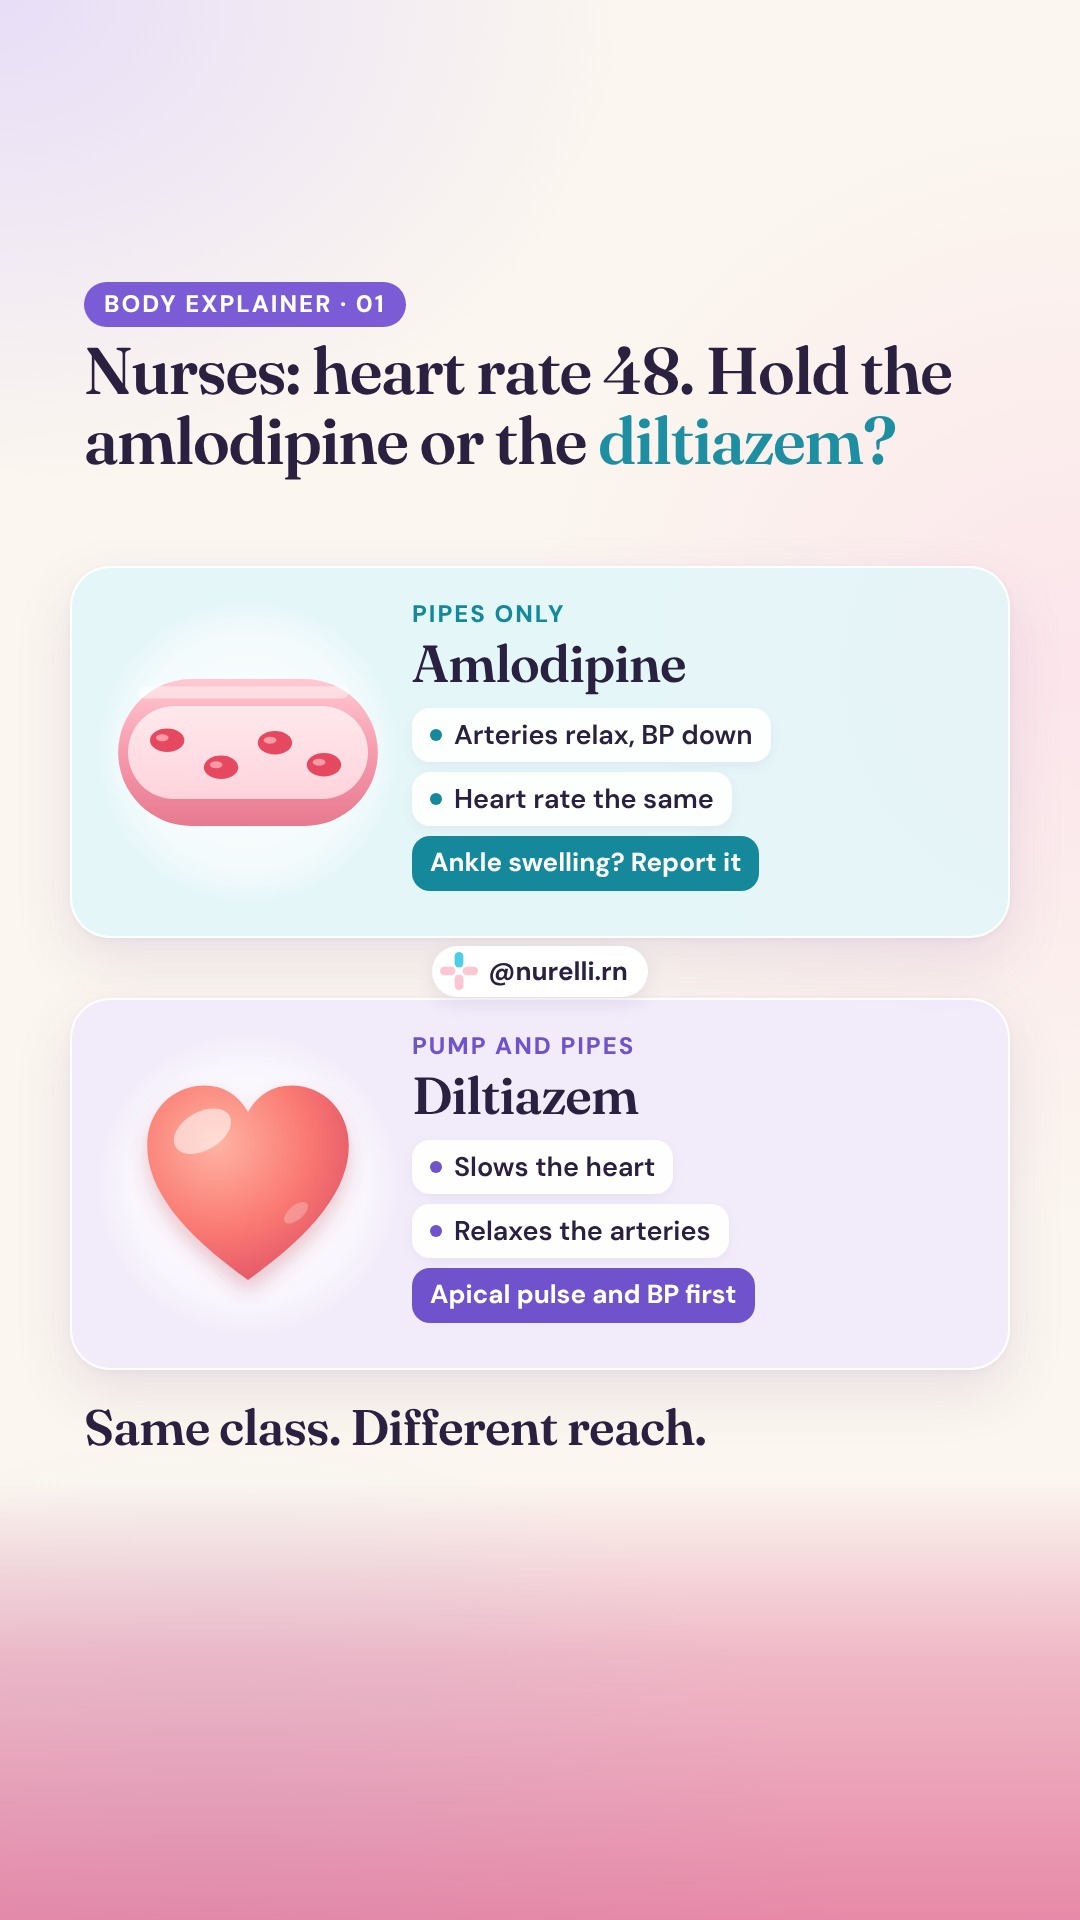 BODY EXPLAINER · 01
Nurses: heart rate 48. Hold the
amlodipine or the diltiazem?
PIPES ONLY
Amlodipine
Arteries relax, BP down
Heart rate the same
Ankle swelling? Report it
@nurelli.rn
PUMP AND PIPES
Diltiazem
Slows the heart
Relaxes the arteries
Apical pulse and BP first
Same class. Different reach.